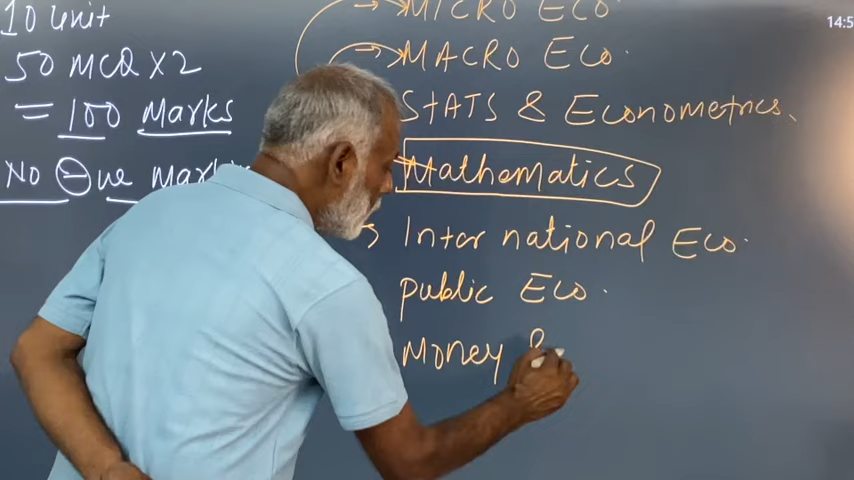 10 Unit
50 MCQ X 2
= 100 Marks
No ⊖ve mark
MICRO Eco.
MACRO Eco.
STATS & Econometrics.
Mathematics
International Eco.
Public Eco.
Money &
14:5